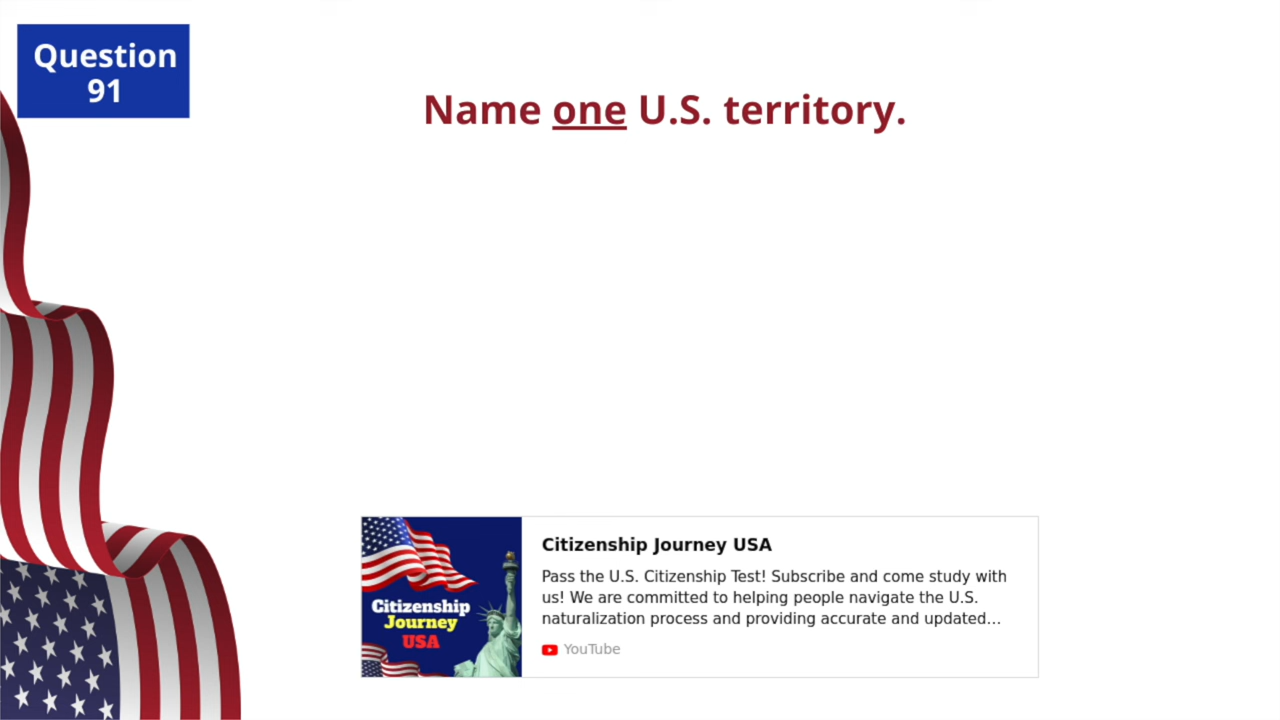 Question
91
Name one U.S. territory.
Citizenship Journey USA
Pass the U.S. Citizenship Test! Subscribe and come study with
us! We are committed to helping people navigate the U.S.
naturalization process and providing accurate and updated...
YouTube
Citizenship
Journey
USA